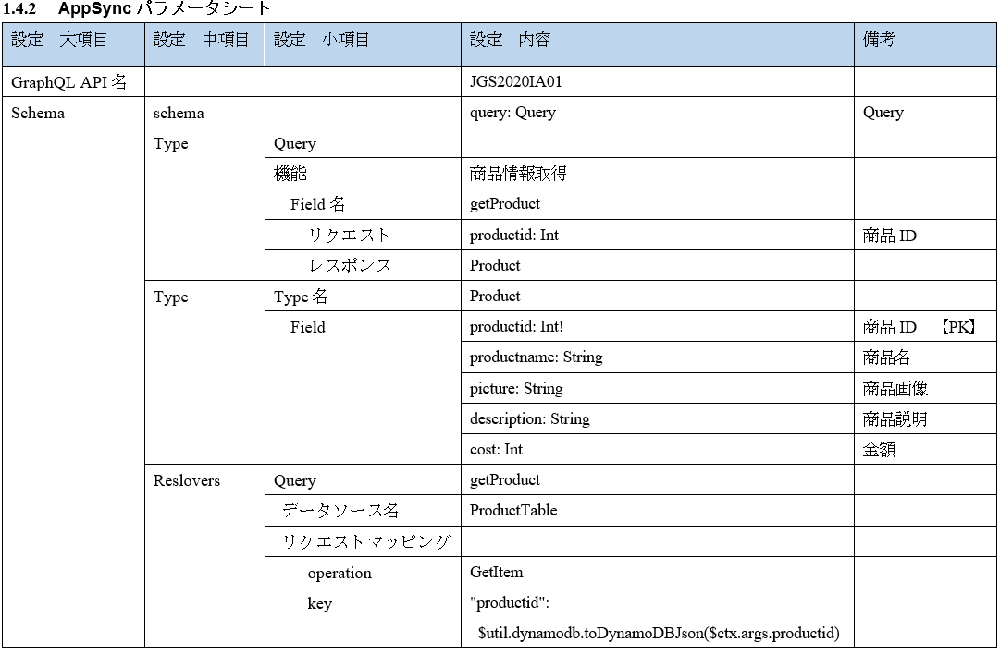 1.4.2 AppSync パラメータシート
設定 大項目 設定 中項目 設定 小項目 設定 内容 備考
GraphQL API 名 JGS2020IA01
Schema schema query: Query Query
Type Query
機能 商品情報取得
Field 名 getProduct
リクエスト productid: Int 商品 ID
レスポンス Product
Type Type 名 Product
Field productid: Int! 商品 ID 【PK】
productname: String 商品名
picture: String 商品画像
description: String 商品説明
cost: Int 金額
Reslovers Query getProduct
データソース名 ProductTable
リクエストマッピング
operation GetItem
key "productid":
$util.dynamodb.toDynamoDBJson($ctx.args.productid)